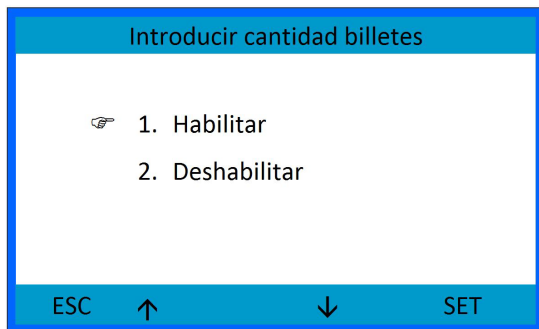 Introducir cantidad billetes
☞ 1. Habilitar
2. Deshabilitar
ESC ↑ ↓ SET